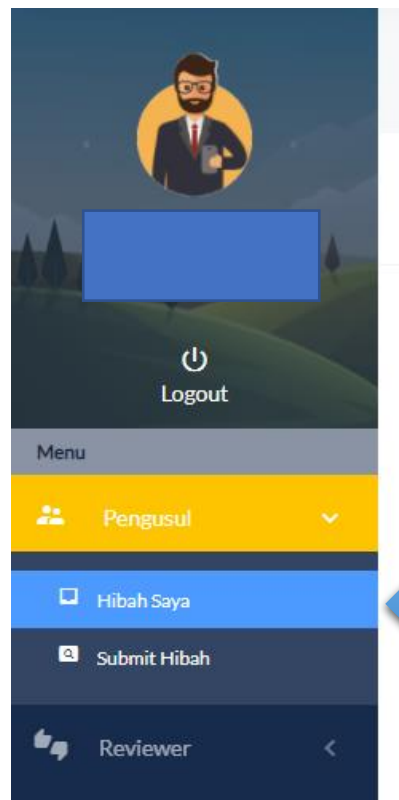 Logout
Menu
Pengusul
Hibah Saya
Submit Hibah
Reviewer